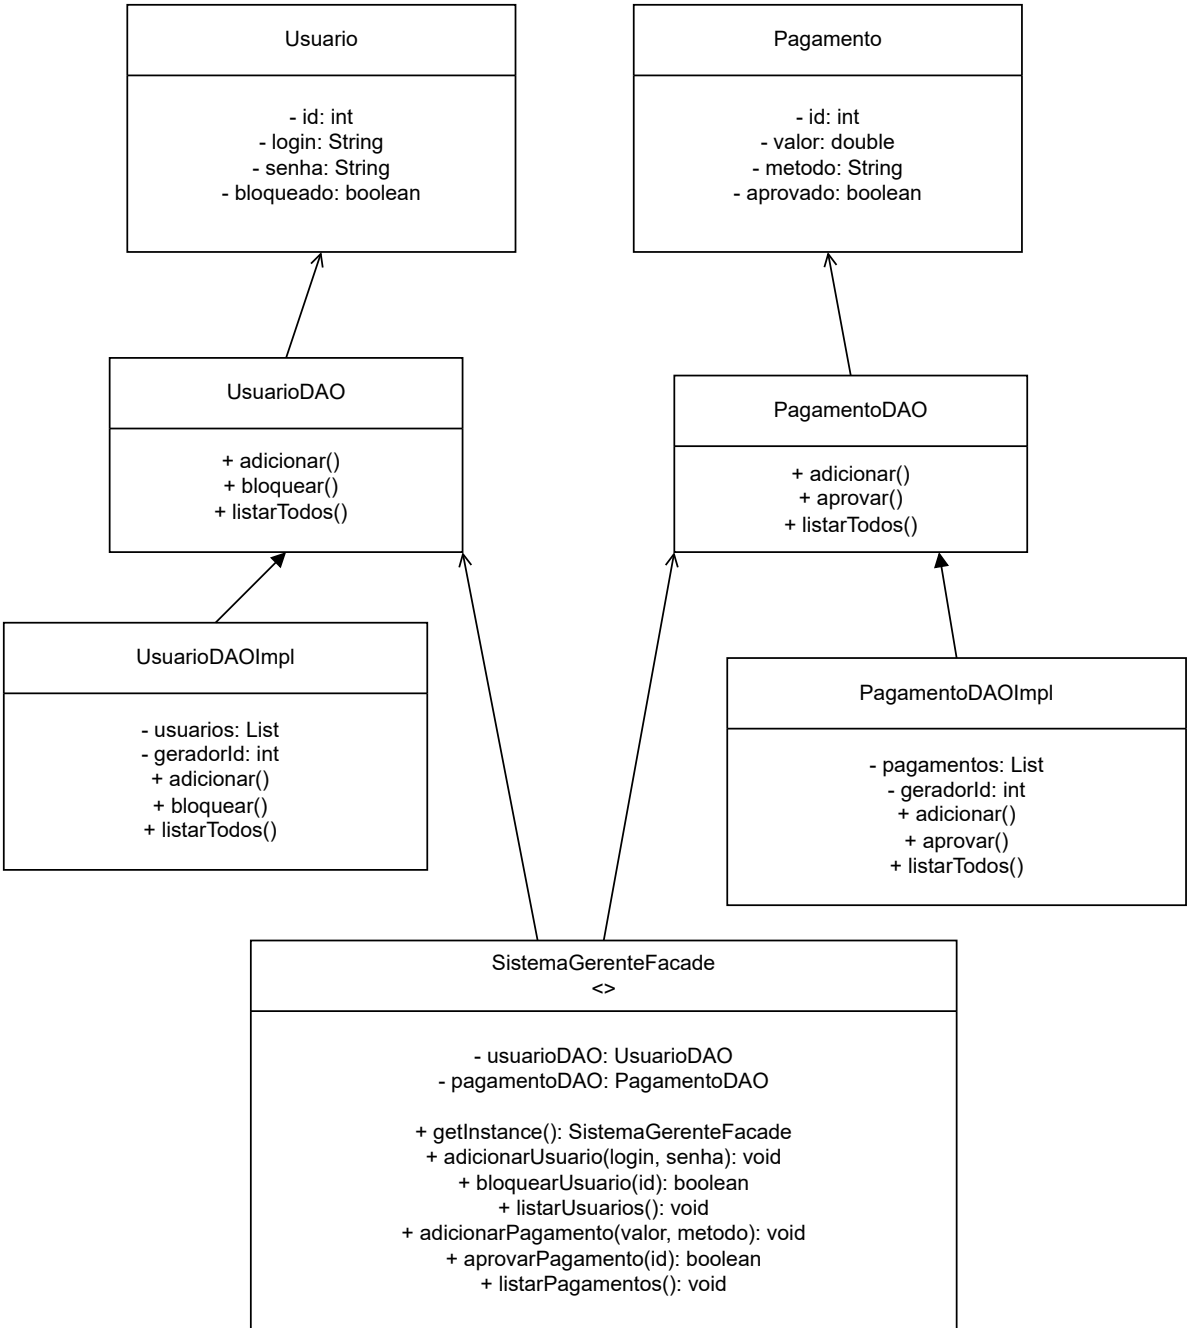 Usuario
- id: int
- login: String
- senha: String
- bloqueado: boolean
Pagamento
- id: int
- valor: double
- metodo: String
- aprovado: boolean
UsuarioDAO
+ adicionar()
+ bloquear()
+ listarTodos()
PagamentoDAO
+ adicionar()
+ aprovar()
+ listarTodos()
UsuarioDAOImpl
- usuarios: List
- geradorId: int
+ adicionar()
+ bloquear()
+ listarTodos()
PagamentoDAOImpl
- pagamentos: List
- geradorId: int
+ adicionar()
+ aprovar()
+ listarTodos()
SistemaGerenteFacade
<>
- usuarioDAO: UsuarioDAO
- pagamentoDAO: PagamentoDAO
+ getInstance(): SistemaGerenteFacade
+ adicionarUsuario(login, senha): void
+ bloquearUsuario(id): boolean
+ listarUsuarios(): void
+ adicionarPagamento(valor, metodo): void
+ aprovarPagamento(id): boolean
+ listarPagamentos(): void